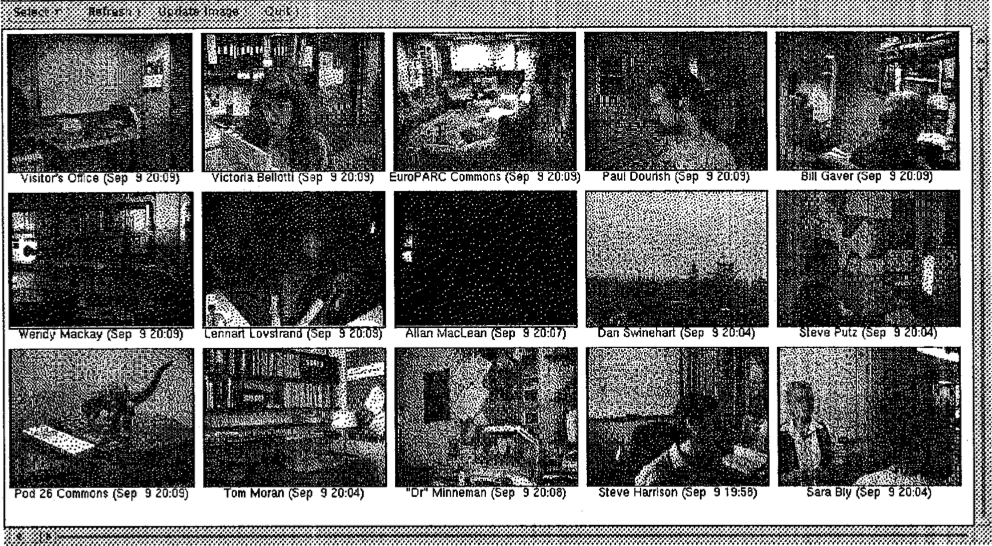 Select Refresh Update Image Quit
Visitor's Office (Sep 9 20:09) Victoria Bellotti (Sep 9 20:09) EuroPARC Commons (Sep 9 20:09) Paul Dourish (Sep 9 20:09) Bill Gaver (Sep 9 20:09)
Wendy Mackay (Sep 9 20:09) Lennart Lovstrand (Sep 9 20:09) Allan MacLean (Sep 9 20:07) Dan Swinehart (Sep 9 20:04) Steve Putz (Sep 9 20:04)
Pod 26 Commons (Sep 9 20:09) Tom Moran (Sep 9 20:04) "Dr" Minneman (Sep 9 20:08) Steve Harrison (Sep 9 19:58) Sara Bly (Sep 9 20:04)